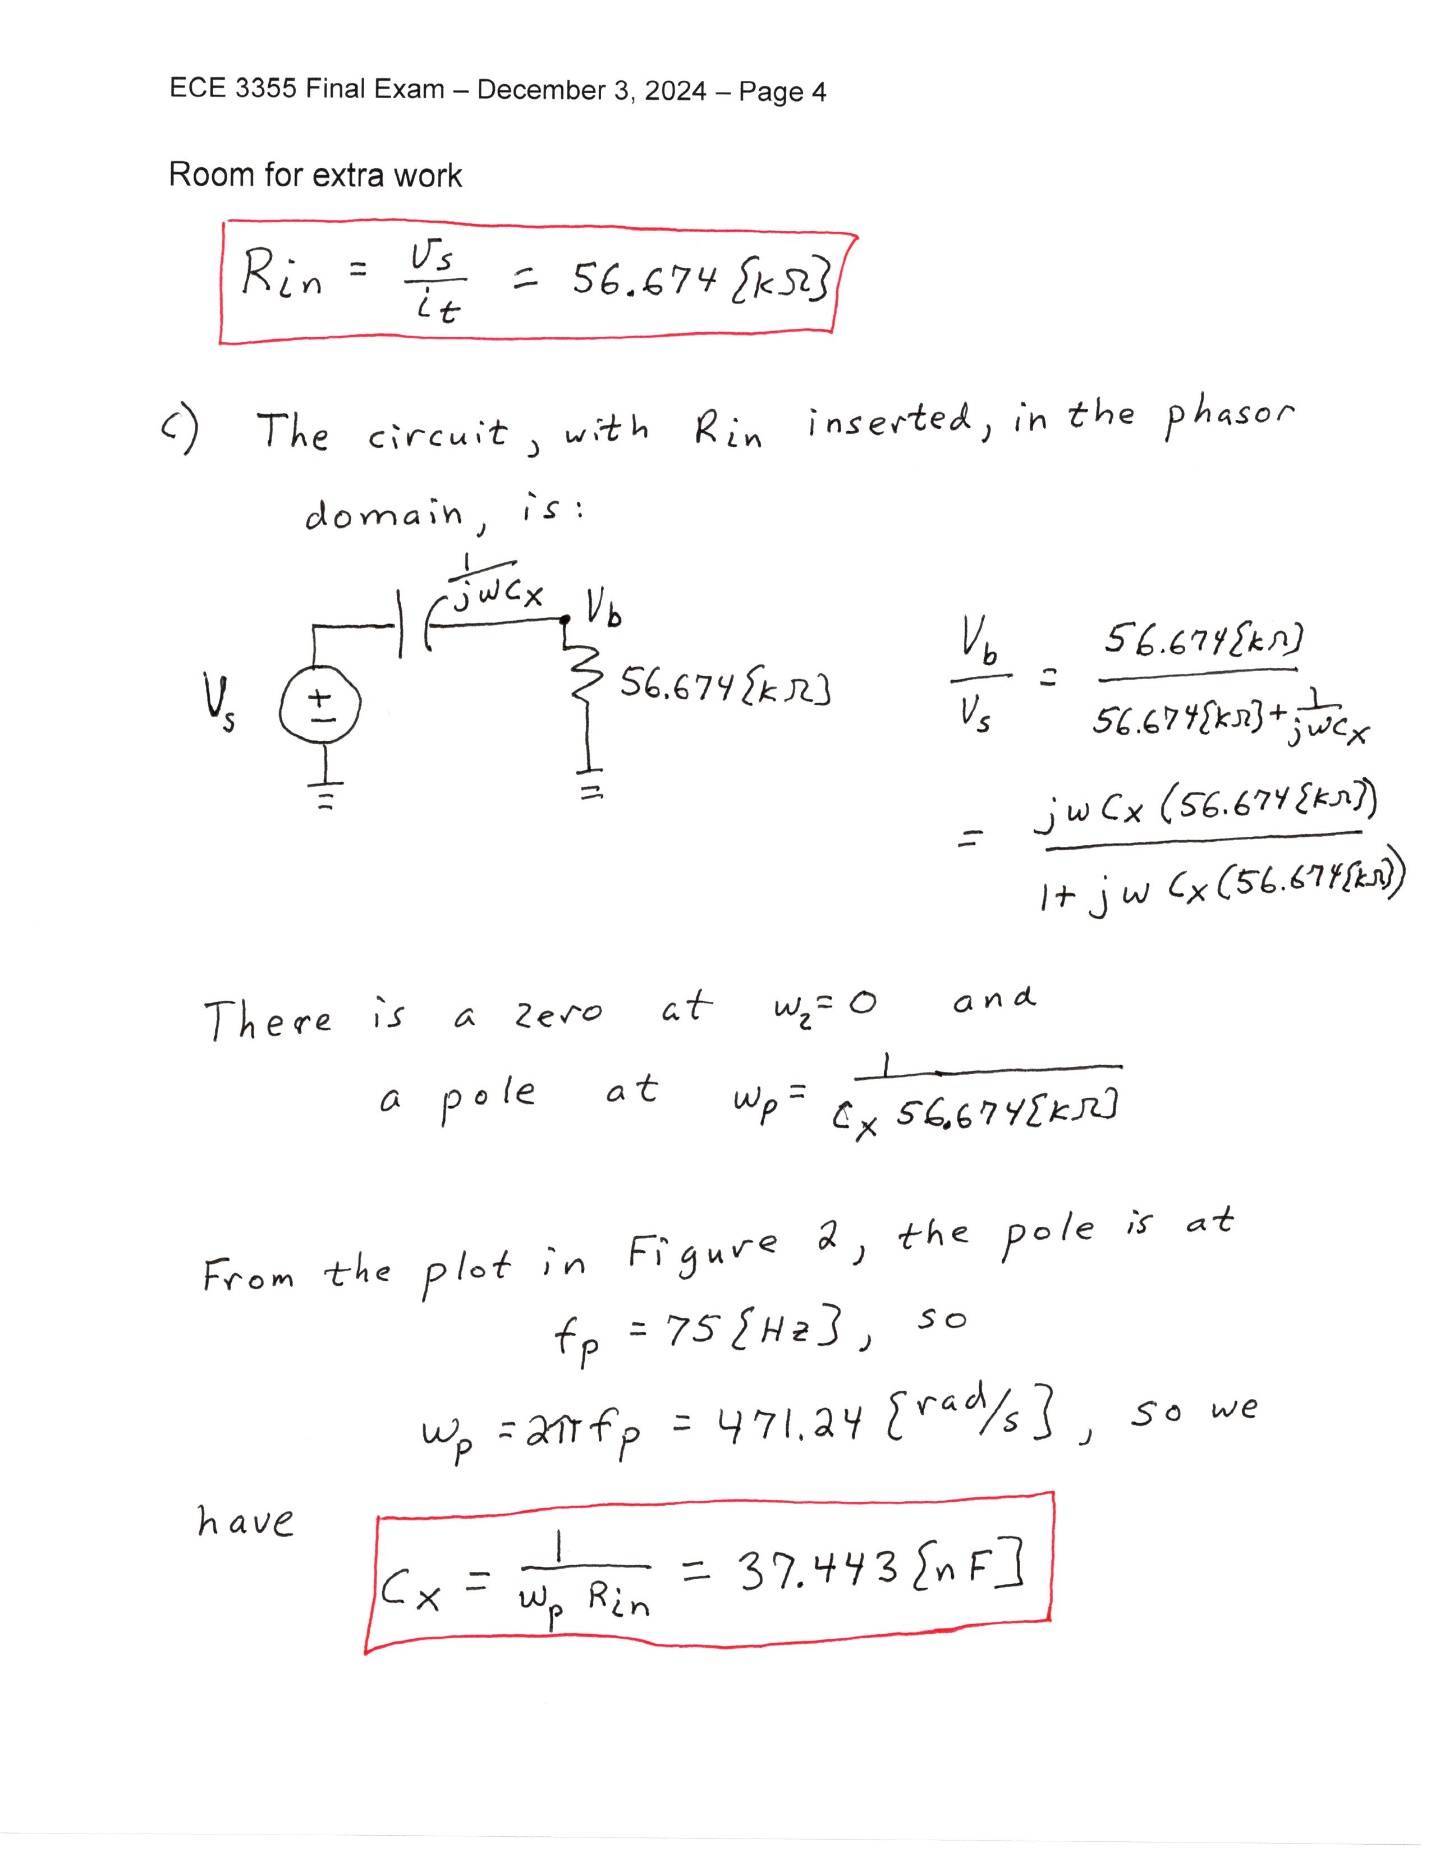 ECE 3355 Final Exam – December 3, 2024 – Page 4
Room for extra work
Rin = vs/it = 56.674 {kΩ}
c) The circuit, with Rin inserted, in the phasor
domain, is:
1/jωCx
Vb
Vs
+
-
56.674{kΩ}
Vb/Vs = 56.674{kΩ} / 56.674{kΩ} + 1/jωCx
= jωCx (56.674{kΩ}) / 1 + jωCx (56.674{kΩ})
There is a zero at ωz = 0 and
a pole at ωp = 1 / Cx 56.674{kΩ}
From the plot in Figure 2, the pole is at
fp = 75 {Hz}, so
ωp = 2πfp = 471.24 {rad/s}, so we
have
Cx = 1 / ωp Rin = 37.443 {nF}